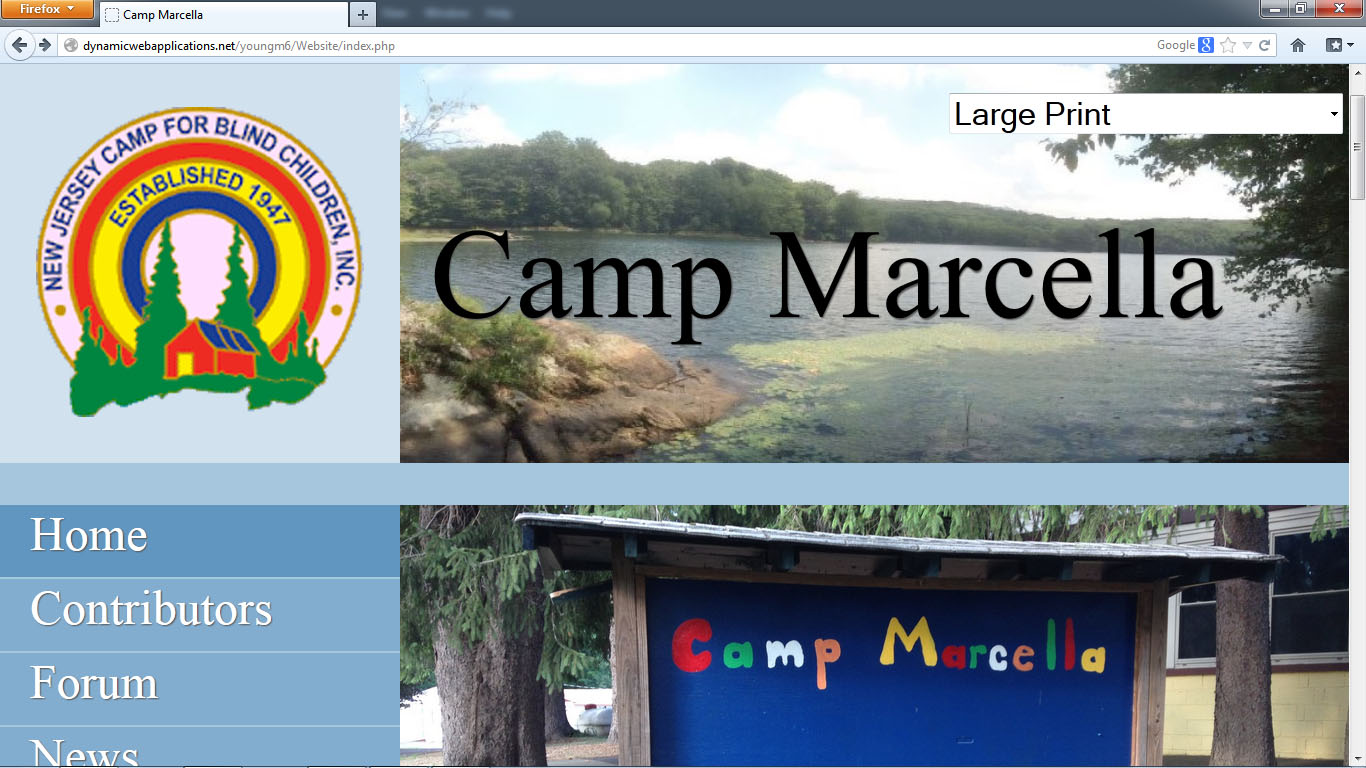 Firefox
Camp Marcella
dynamicwebapplications.net/youngm6/Website/index.php
Google
NEW JERSEY CAMP FOR BLIND CHILDREN, INC.
ESTABLISHED 1947
Large Print
Camp Marcella
Home
Contributors
Forum
News
Camp Marcella